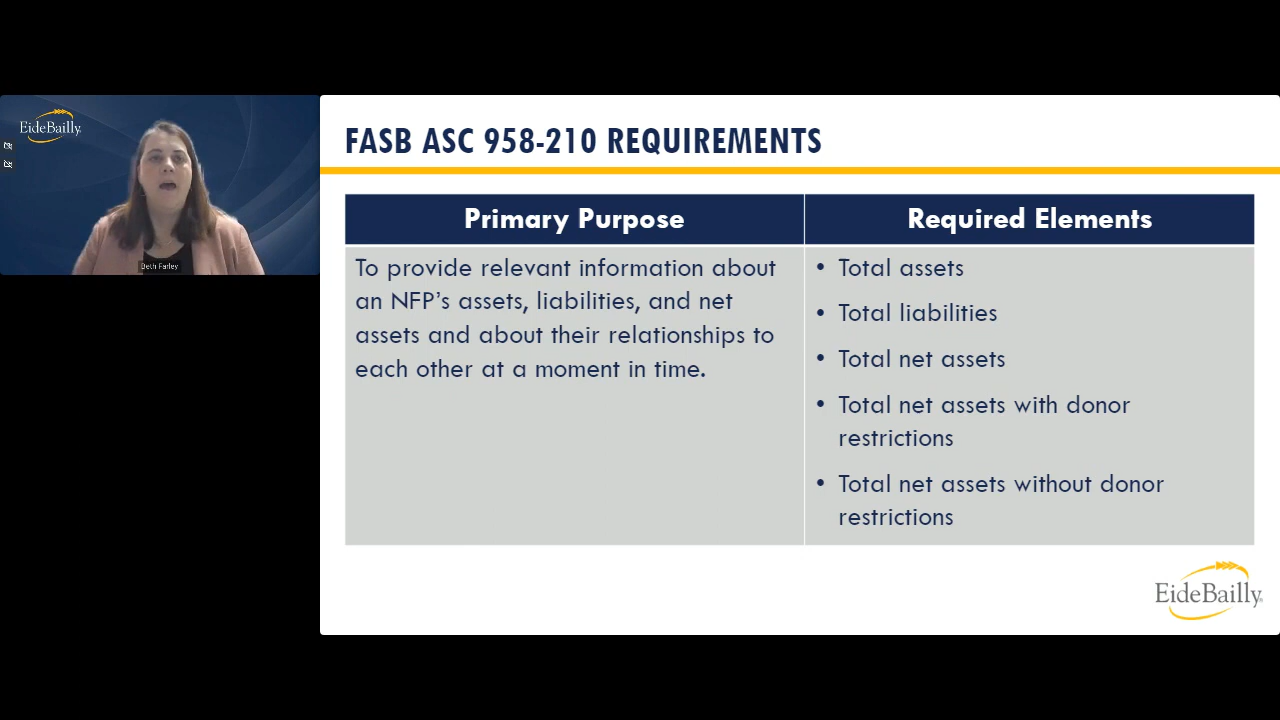 EideBailly
Beth Farley
FASB ASC 958-210 REQUIREMENTS
Primary Purpose
Required Elements
To provide relevant information about
an NFP's assets, liabilities, and net
assets and about their relationships to
each other at a moment in time.
• Total assets
• Total liabilities
• Total net assets
• Total net assets with donor
restrictions
• Total net assets without donor
restrictions
EideBailly®